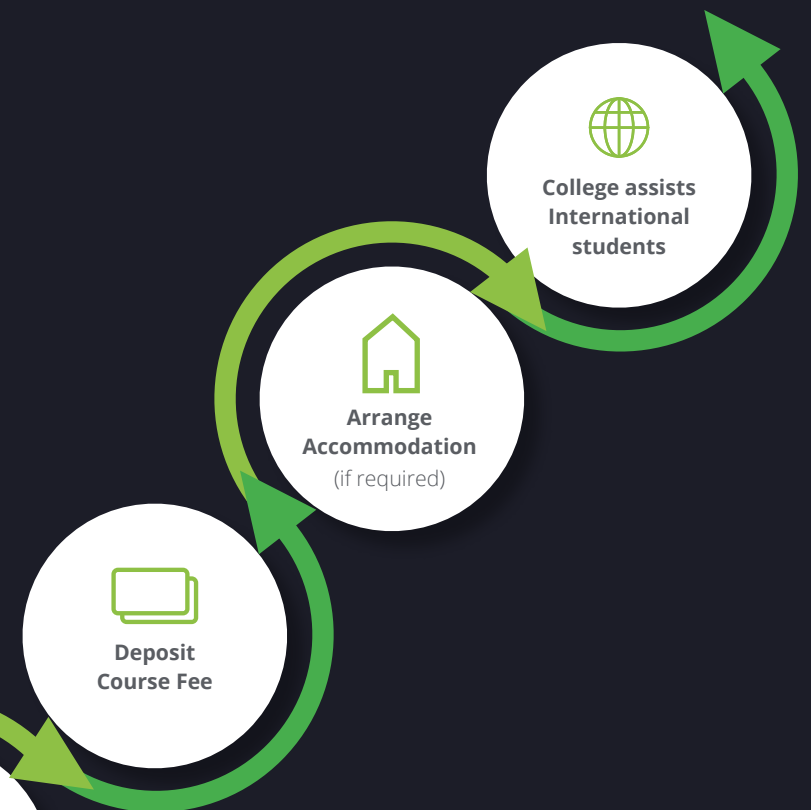 College assists
International
students
Arrange
Accommodation
(if required)
Deposit
Course Fee